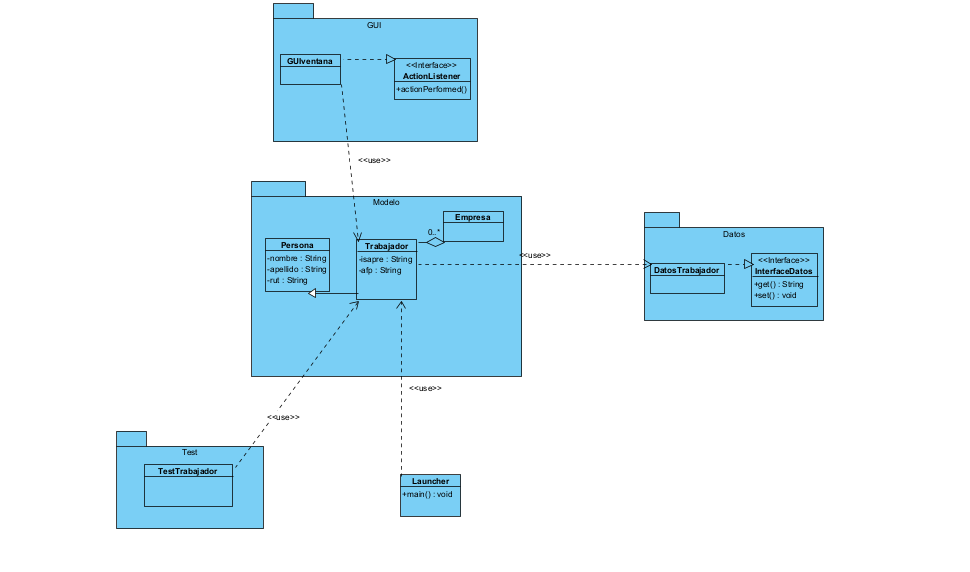 GUI
GUIventana
<<Interface>>
ActionListener
+actionPerformed()
<<use>>
Modelo
Persona
-nombre : String
-apellido : String
-rut : String
Trabajador
-isapre : String
-afp : String
0..*
Empresa
<<use>>
Datos
DatosTrabajador
<<Interface>>
InterfaceDatos
+get() : String
+set() : void
<<use>>
<<use>>
Test
TestTrabajador
Launcher
+main() : void